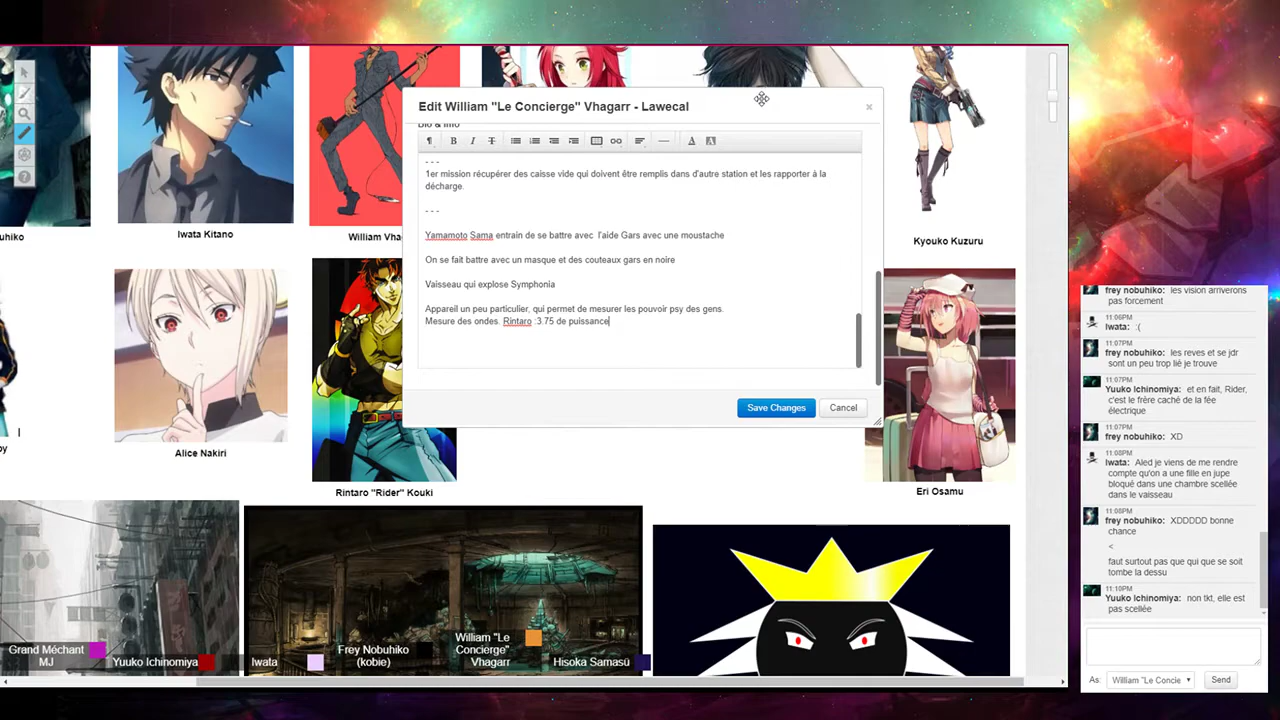 uhiko
Iwata Kitano
William Vha
Kyouko Kuzuru
Edit William "Le Concierge" Vhagarr - Lawecal
×
- - -
1er mission récupérer des caisse vide qui doivent être remplis dans d'autre station et les rapporter à la
décharge.
- - -
Yamamoto Sama entrain de se battre avec l'aide Gars avec une moustache
On se fait battre avec un masque et des couteaux gars en noire
Vaisseau qui explose Symphonia
Appareil un peu particulier, qui permet de mesurer les pouvoir psy des gens.
Mesure des ondes. Rintaro :3.75 de puissance
Save Changes
Cancel
by
Alice Nakiri
Rintaro "Rider" Kouki
Eri Osamu
Grand Méchant
MJ
Yuuko Ichinomiya
Iwata
Frey Nobuhiko
(kobie)
William "Le
Concierge"
Vhagarr
Hisoka Samasū
frey nobuhiko: les vision arriverons
pas forcement
11:06PM
Iwata: :(
11:07PM
frey nobuhiko: les reves et se jdr
sont un peu trop lié je trouve
11:07PM
Yuuko Ichinomiya: et en fait, Rider,
c'est le frère caché de la fée
électrique
11:07PM
frey nobuhiko: XD
11:08PM
Iwata: Aled je viens de me rendre
compte qu'on a une fille en jupe
bloqué dans une chambre scellée
dans le vaisseau
11:08PM
frey nobuhiko: XDDDDD bonne
chance
<
faut surtout pas que qui que se soit
tombe la dessu
11:10PM
Yuuko Ichinomiya: non tkt, elle est
pas scellée
As:
William "Le Concie
Send